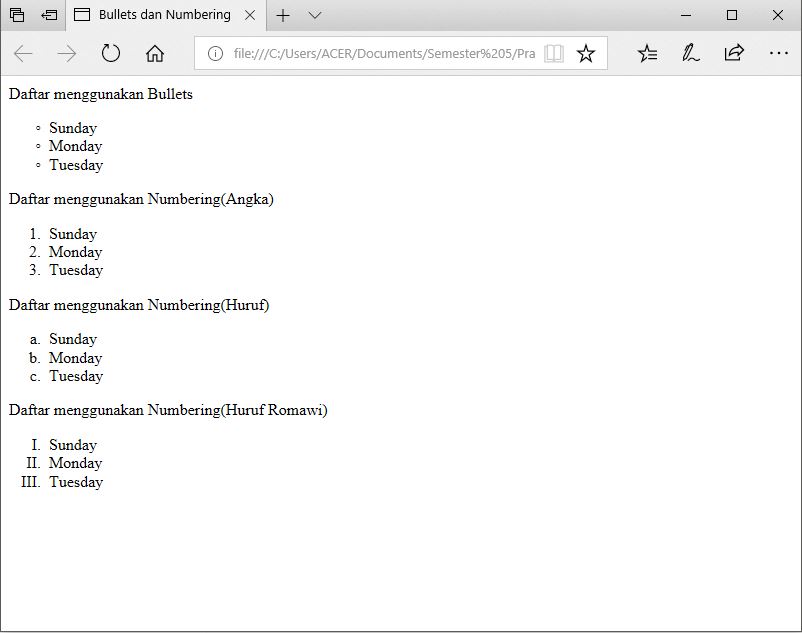 Bullets dan Numbering
file:///C:/Users/ACER/Documents/Semester%205/Pra
Daftar menggunakan Bullets
◦ Sunday
◦ Monday
◦ Tuesday
Daftar menggunakan Numbering(Angka)
1. Sunday
2. Monday
3. Tuesday
Daftar menggunakan Numbering(Huruf)
a. Sunday
b. Monday
c. Tuesday
Daftar menggunakan Numbering(Huruf Romawi)
I. Sunday
II. Monday
III. Tuesday